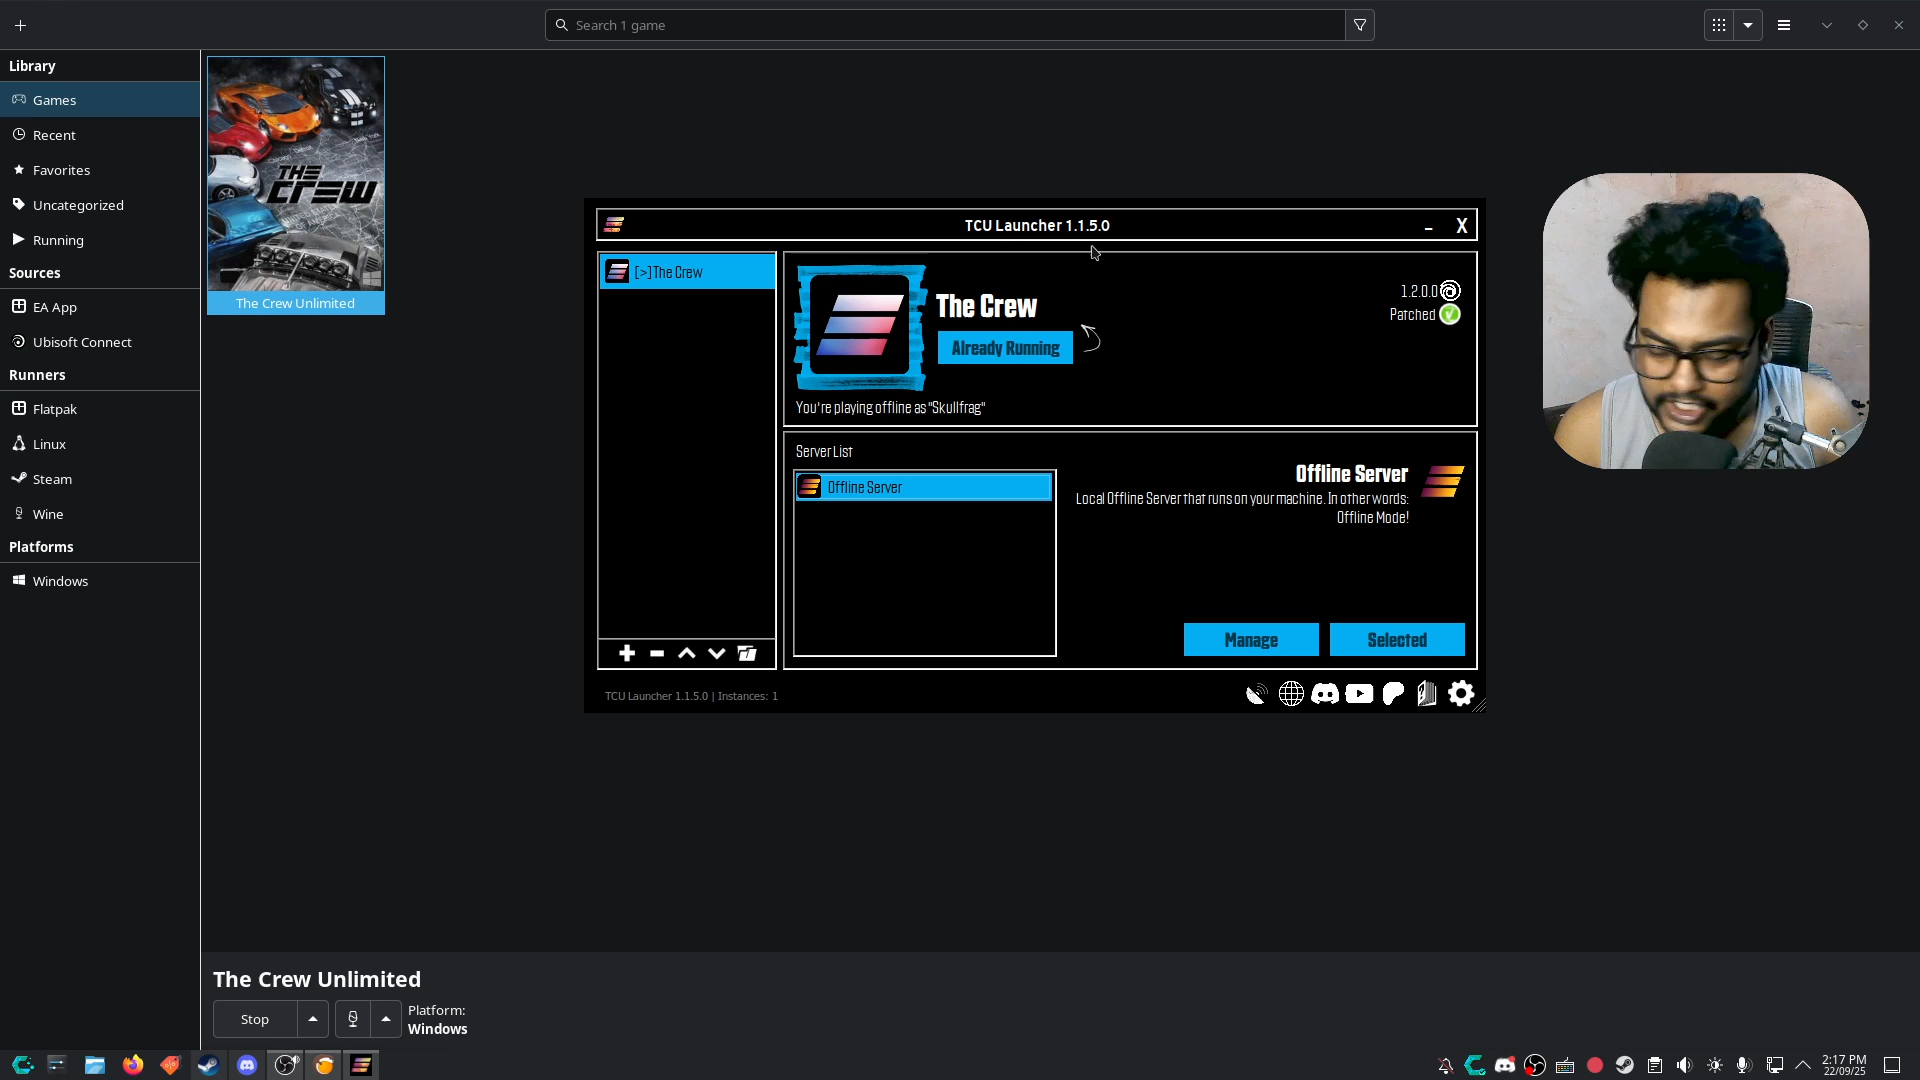 Search 1 game
Library
Games
Recent
Favorites
Uncategorized
Running
Sources
EA App
Ubisoft Connect
Runners
Flatpak
Linux
Steam
Wine
Platforms
Windows
THE
CREW
The Crew Unlimited
TCU Launcher 1.1.5.0
X
[>]The Crew
The Crew
Already Running
1.2.0.0
Patched
You're playing offline as "Skullfrag"
Server List
Offline Server
Offline Server
Local Offline Server that runs on your machine. In other words:
Offline Mode!
Manage
Selected
TCU Launcher 1.1.5.0 | Instances: 1
The Crew Unlimited
Stop
Platform:
Windows
2:17 PM
22/09/25